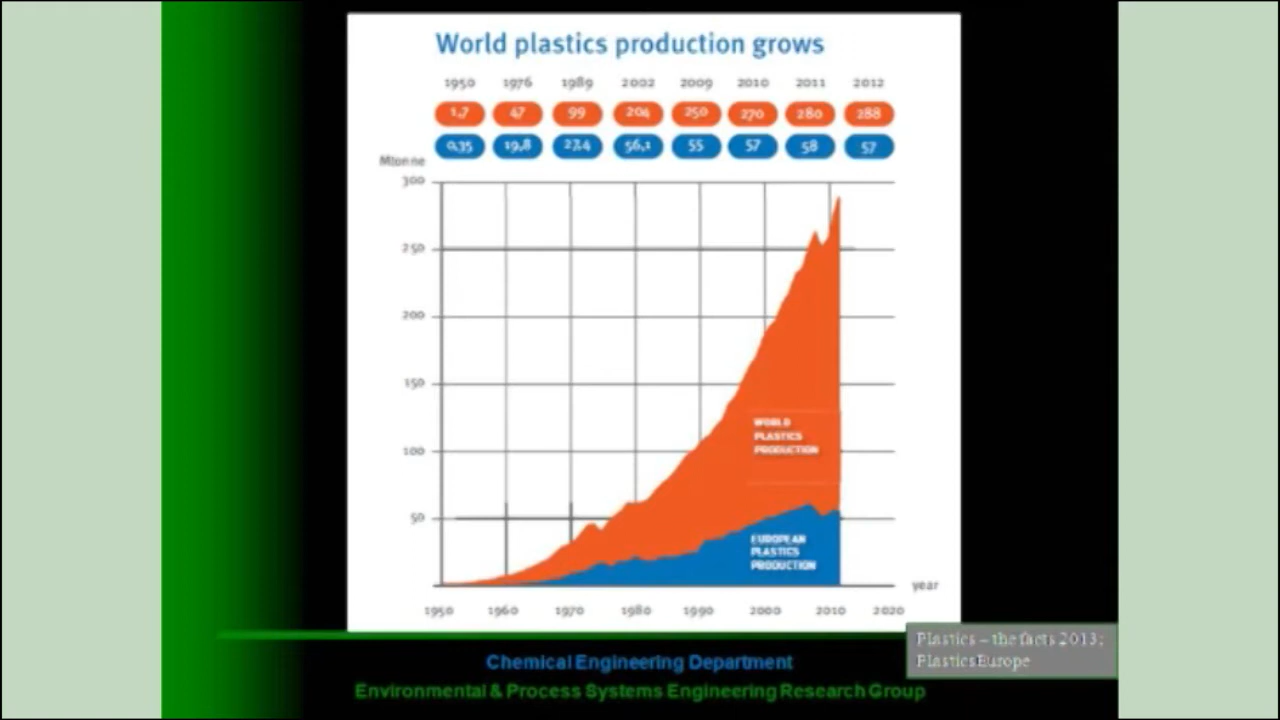 World plastics production grows
1950 1976 1989 2002 2009 2010 2011 2012
1,7 47 99 204 250 270 280 288
0,35 19,8 27,4 56,1 55 57 58 57
Mtonne
300
250
200
150
100
50
WORLD
PLASTICS
PRODUCTION
EUROPEAN
PLASTICS
PRODUCTION
year
1950 1960 1970 1980 1990 2000 2010 2020
Plastics – the facts 2013;
PlasticsEurope
Chemical Engineering Department
Environmental & Process Systems Engineering Research Group